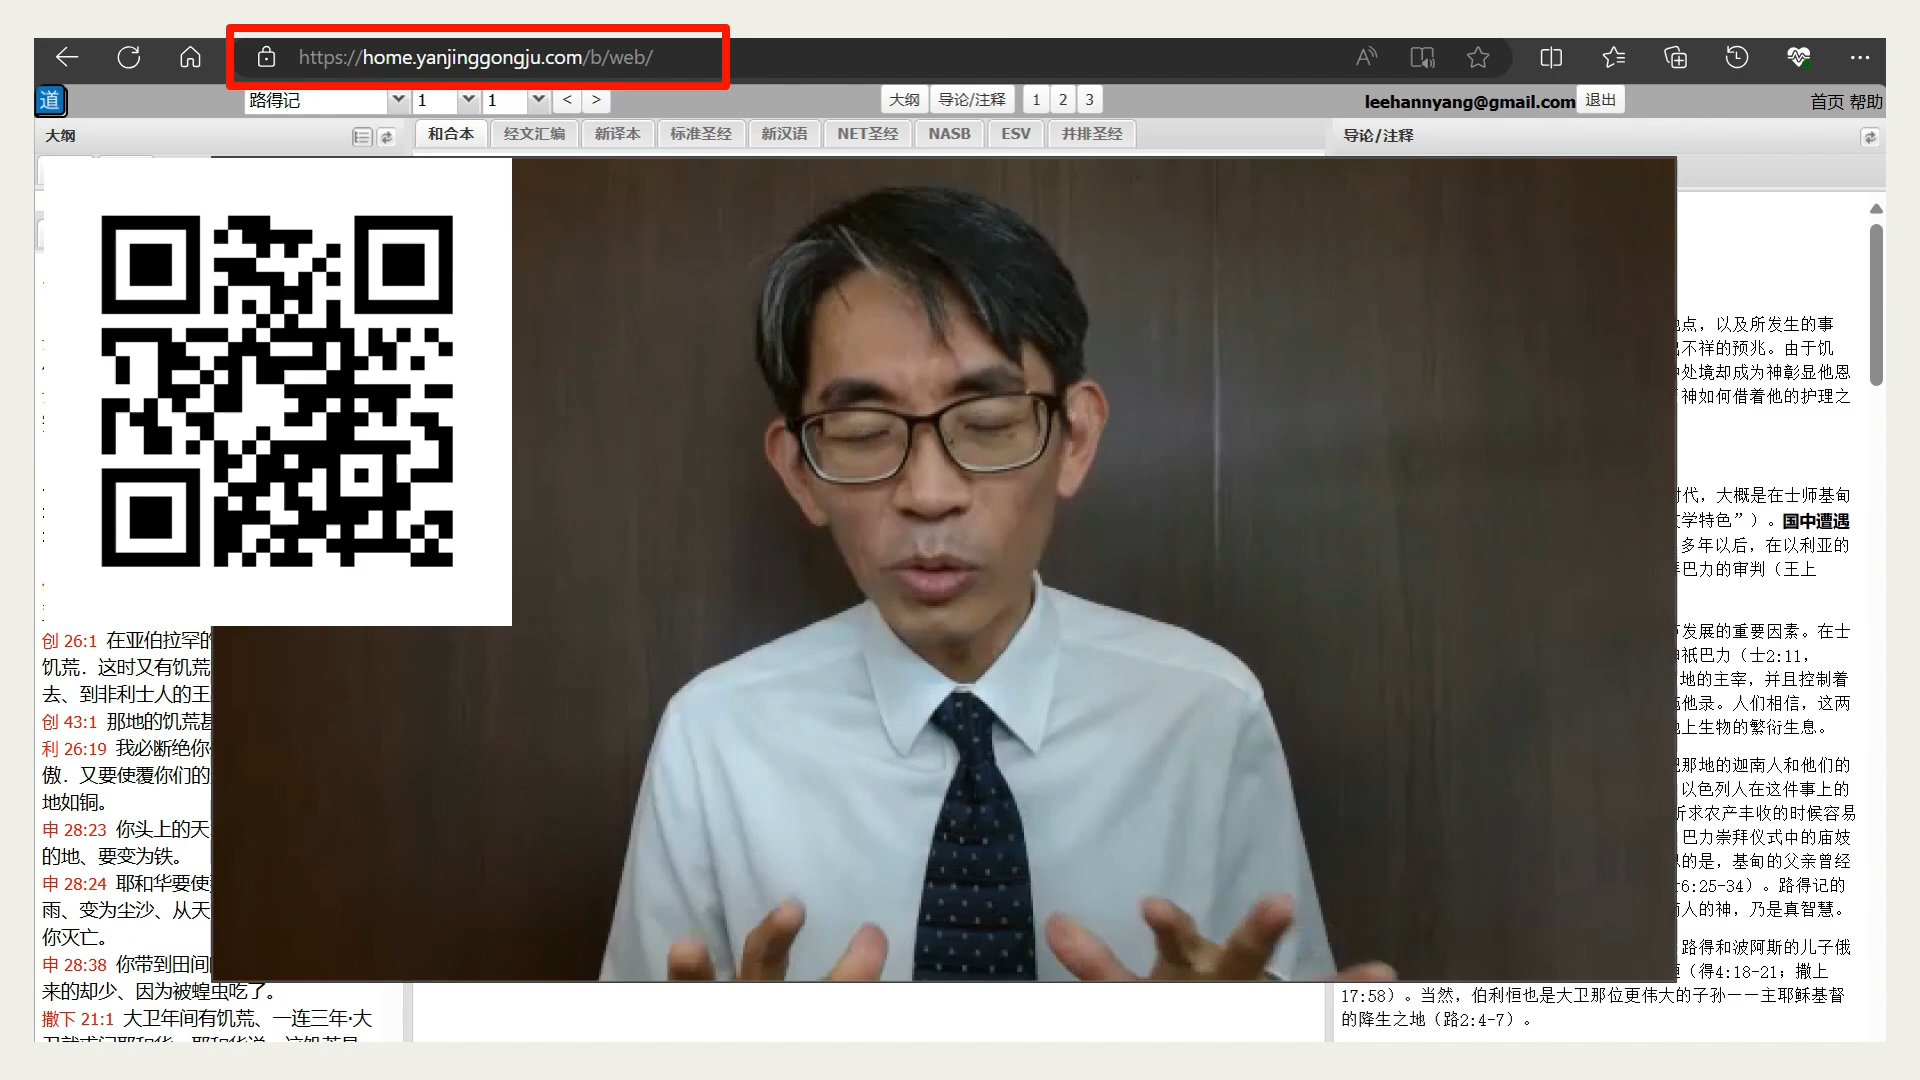 https://home.yanjinggongju.com/b/web/
道
路得记
1
1
<
>
大纲
导论/注释
1
2
3
leehannyang@gmail.com
退出
首页 帮助
大纲
和合本
经文汇编
新译本
标准圣经
新汉语
NET圣经
NASB
ESV
并排圣经
导论/注释
创 26:1 在亚伯拉罕的
饥荒．这时又有饥荒
去、到非利士人的王
创 43:1 那地的饥荒甚
利 26:19 我必断绝你
傲．又要使覆你们的
地如铜。
申 28:23 你头上的天
的地、要变为铁。
申 28:24 耶和华要使
雨、变为尘沙、从天
你灭亡。
申 28:38 你带到田间
来的却少、因为被蝗虫吃了。
撒下 21:1 大卫年间有饥荒、一连三年·大
点，以及所发生的事
不祥的预兆。由于饥
处境却成为神彰显他恩
神如何借着他的护理之
时代，大概是在士师基甸
文学特色”）。国中遭遇
多年以后，在以利亚的
巴力的审判（王上
发展的重要因素。在士
祇巴力（士2:11，
地的主宰，并且控制着
他录。人们相信，这两
上生物的繁衍生息。
那地的迦南人和他们的
以色列人在这件事上的
祈求农产丰收的时候容易
巴力崇拜仪式中的庙妓
的是，基甸的父亲曾经
6:25-34）。路得记的
人的神，乃是真智慧。
路得和波阿斯的儿子俄
（得4:18-21；撒上
17:58）。当然，伯利恒也是大卫那位更伟大的子孙——主耶稣基督
的降生之地（路2:4-7）。